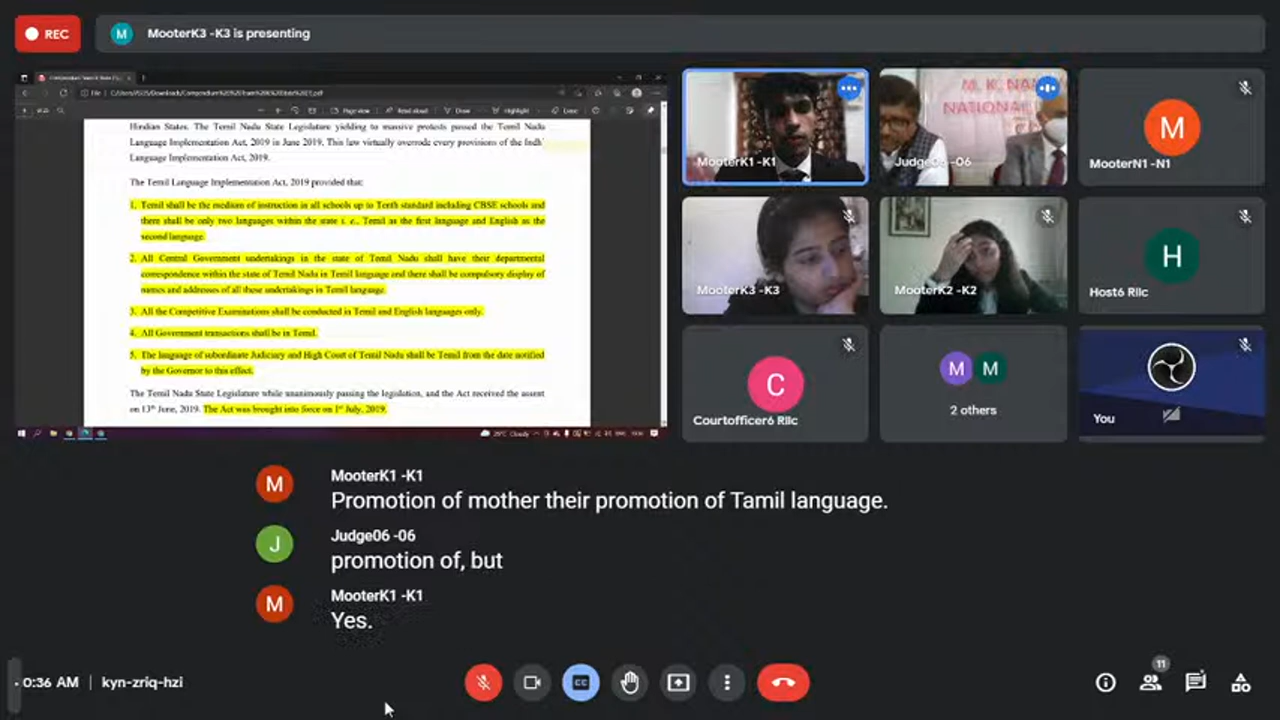 REC
M
MooterK3 -K3 is presenting
Hindian States. The Tamil Nadu State Legislature yielding to massive protests passed the Tamil Nadu
Language Implementation Act, 2019 in June 2019. This law virtually overrode every provisions of the Indh
Language Implementation Act, 2019.
The Tamil Language Implementation Act, 2019 provided that:
1. Tamil shall be the medium of instruction in all schools up to Tenth standard including CBSE schools and
there shall be only two languages within the state i. e., Tamil as the first language and English as the
second language.
2. All Central Government undertakings in the state of Tamil Nadu shall have their departmental
correspondence within the state of Tamil Nadu in Tamil language and there shall be compulsory display of
names and addresses of all these undertakings in Tamil language.
3. All the Competitive Examinations shall be conducted in Tamil and English languages only.
4. All Government transactions shall be in Tamil.
5. The language of subordinate Judiciary and High Court of Tamil Nadu shall be Tamil from the date notified
by the Governor to this effect.
The Tamil Nadu State Legislature while unanimously passing the legislation, and the Act received the assent
on 13th June, 2019. The Act was brought into force on 1st July, 2019.
MooterK1 -K1
M.K. NAM
NATIONAL
Judge06 -06
M
MooterN1 -N1
MooterK3 -K3
MooterK2 -K2
H
Host6 Rllc
C
Courtofficer6 Rllc
M M
2 others
You
M
MooterK1 -K1
Promotion of mother their promotion of Tamil language.
J
Judge06 -06
promotion of, but
M
MooterK1 -K1
Yes.
0:36 AM | kyn-zriq-hzi
CC
11